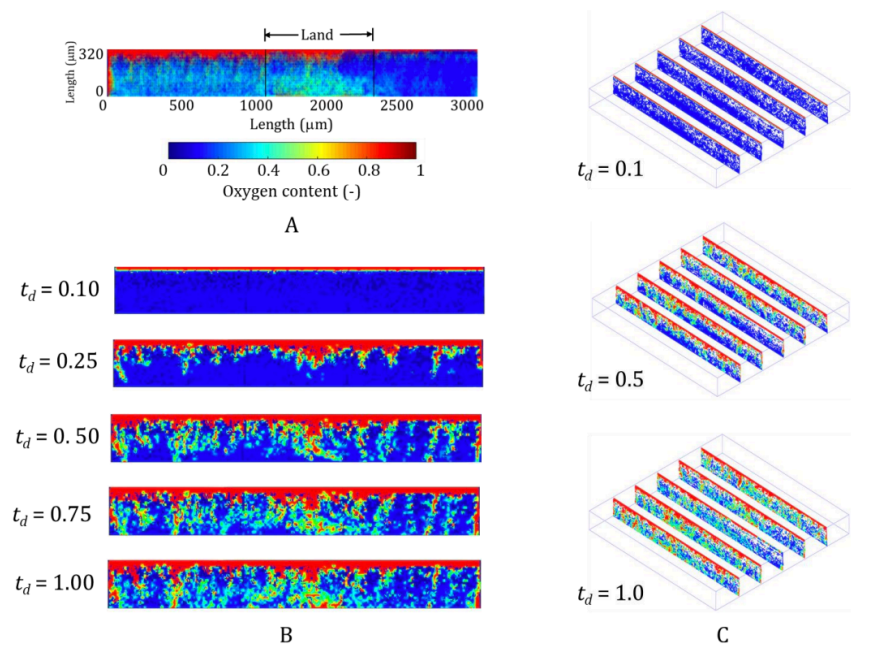 Land
Length (μm)
320
0
0 500 1000 2000 2500 3000
Length (μm)
0 0.2 0.4 0.6 0.8 1
Oxygen content (-)
A
t_d = 0.10
t_d = 0.25
t_d = 0.50
t_d = 0.75
t_d = 1.00
B
t_d = 0.1
t_d = 0.5
t_d = 1.0
C